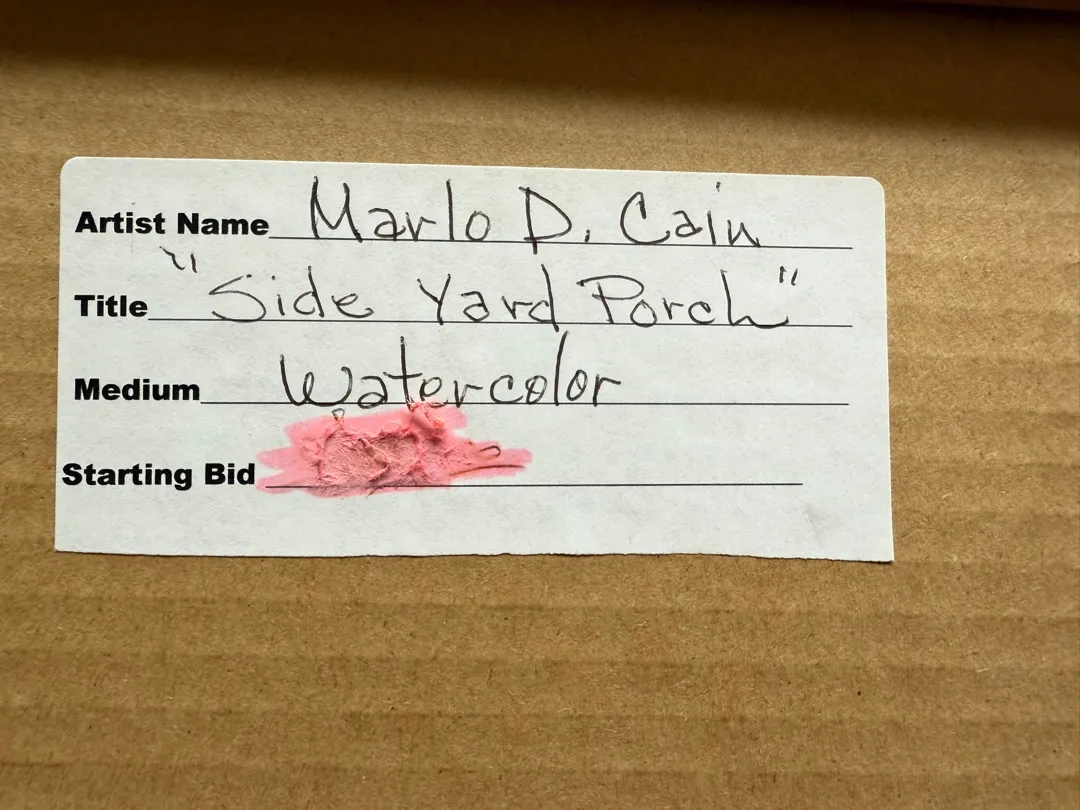 Artist Name Marlo D. Cain
Title "Side Yard Porch"
Medium Watercolor
Starting Bid